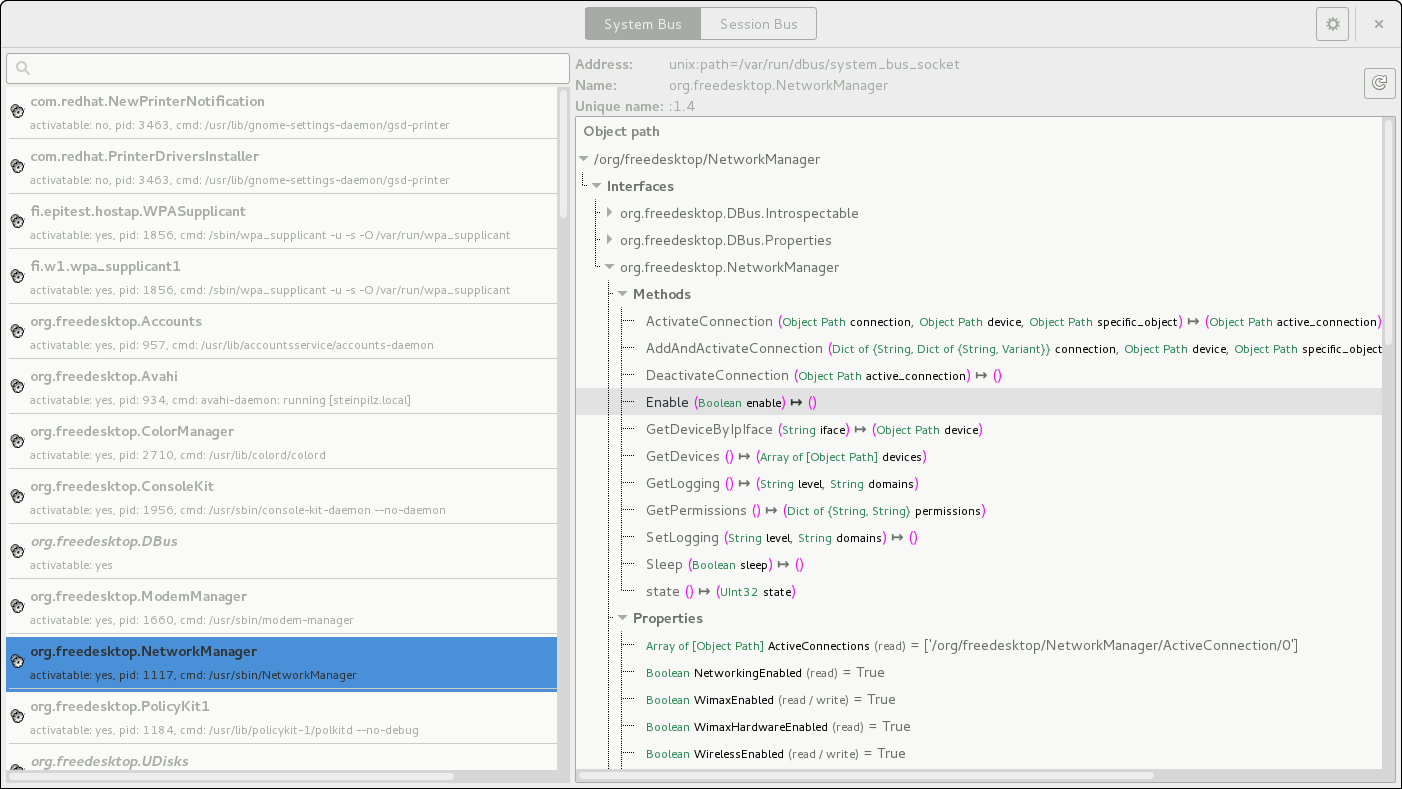 System Bus
Session Bus
Address: unix:path=/var/run/dbus/system_bus_socket
Name: org.freedesktop.NetworkManager
Unique name: :1.4
com.redhat.NewPrinterNotification
activatable: no, pid: 3463, cmd: /usr/lib/gnome-settings-daemon/gsd-printer
com.redhat.PrinterDriversInstaller
activatable: no, pid: 3463, cmd: /usr/lib/gnome-settings-daemon/gsd-printer
fi.epitest.hostap.WPASupplicant
activatable: yes, pid: 1856, cmd: /sbin/wpa_supplicant -u -s -O /var/run/wpa_supplicant
fi.w1.wpa_supplicant1
activatable: yes, pid: 1856, cmd: /sbin/wpa_supplicant -u -s -O /var/run/wpa_supplicant
org.freedesktop.Accounts
activatable: yes, pid: 957, cmd: /usr/lib/accountsservice/accounts-daemon
org.freedesktop.Avahi
activatable: yes, pid: 934, cmd: avahi-daemon: running [steinpilz.local]
org.freedesktop.ColorManager
activatable: yes, pid: 2710, cmd: /usr/lib/colord/colord
org.freedesktop.ConsoleKit
activatable: yes, pid: 1956, cmd: /usr/sbin/console-kit-daemon --no-daemon
org.freedesktop.DBus
activatable: yes
org.freedesktop.ModemManager
activatable: yes, pid: 1660, cmd: /usr/sbin/modem-manager
org.freedesktop.NetworkManager
activatable: yes, pid: 1117, cmd: /usr/sbin/NetworkManager
org.freedesktop.PolicyKit1
activatable: yes, pid: 1184, cmd: /usr/lib/policykit-1/polkitd --no-debug
org.freedesktop.UDisks
Object path
/org/freedesktop/NetworkManager
Interfaces
org.freedesktop.DBus.Introspectable
org.freedesktop.DBus.Properties
org.freedesktop.NetworkManager
Methods
ActivateConnection (Object Path connection, Object Path device, Object Path specific_object) ↦ (Object Path active_connection)
AddAndActivateConnection (Dict of {String, Dict of {String, Variant}} connection, Object Path device, Object Path specific_object
DeactivateConnection (Object Path active_connection) ↦ ()
Enable (Boolean enable) ↦ ()
GetDeviceByIpIface (String iface) ↦ (Object Path device)
GetDevices () ↦ (Array of [Object Path] devices)
GetLogging () ↦ (String level, String domains)
GetPermissions () ↦ (Dict of {String, String} permissions)
SetLogging (String level, String domains) ↦ ()
Sleep (Boolean sleep) ↦ ()
state () ↦ (UInt32 state)
Properties
Array of [Object Path] ActiveConnections (read) = ['/org/freedesktop/NetworkManager/ActiveConnection/0']
Boolean NetworkingEnabled (read) = True
Boolean WimaxEnabled (read / write) = True
Boolean WimaxHardwareEnabled (read) = True
Boolean WirelessEnabled (read / write) = True